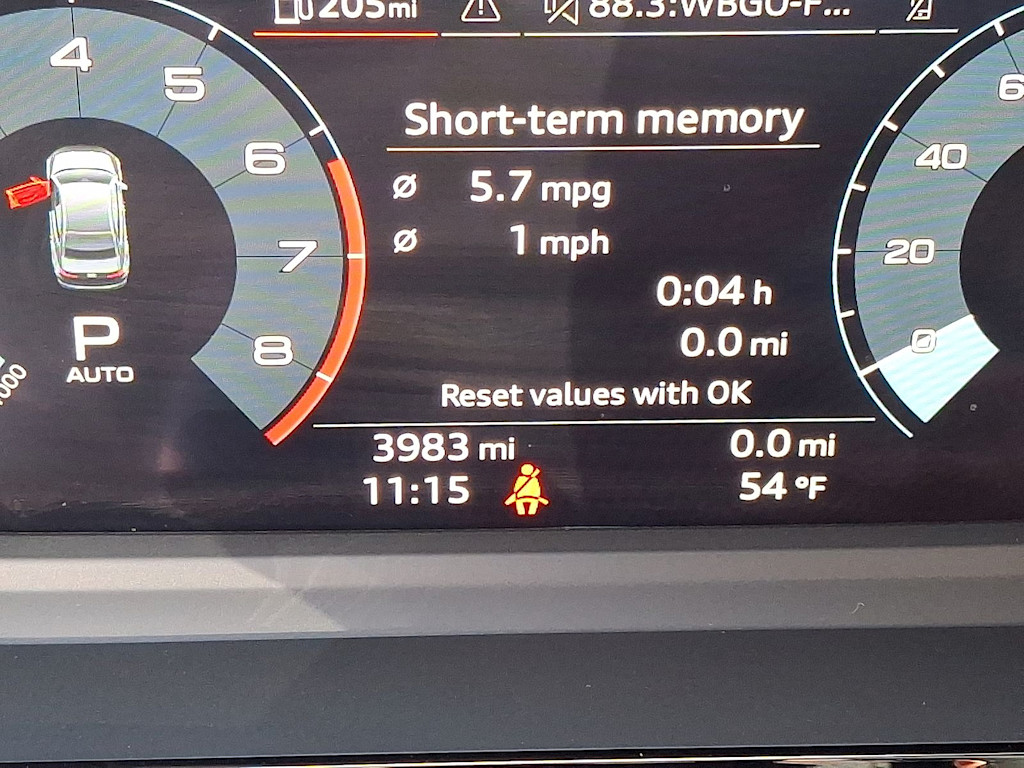 205mi 88.3:WBGO-F...
4
5
6
7
8
P
AUTO
Short-term memory
Ø 5.7 mpg
Ø 1 mph
0:04 h
0.0 mi
Reset values with OK
3983 mi 0.0 mi
11:15 54 °F
6
40
20
0
000